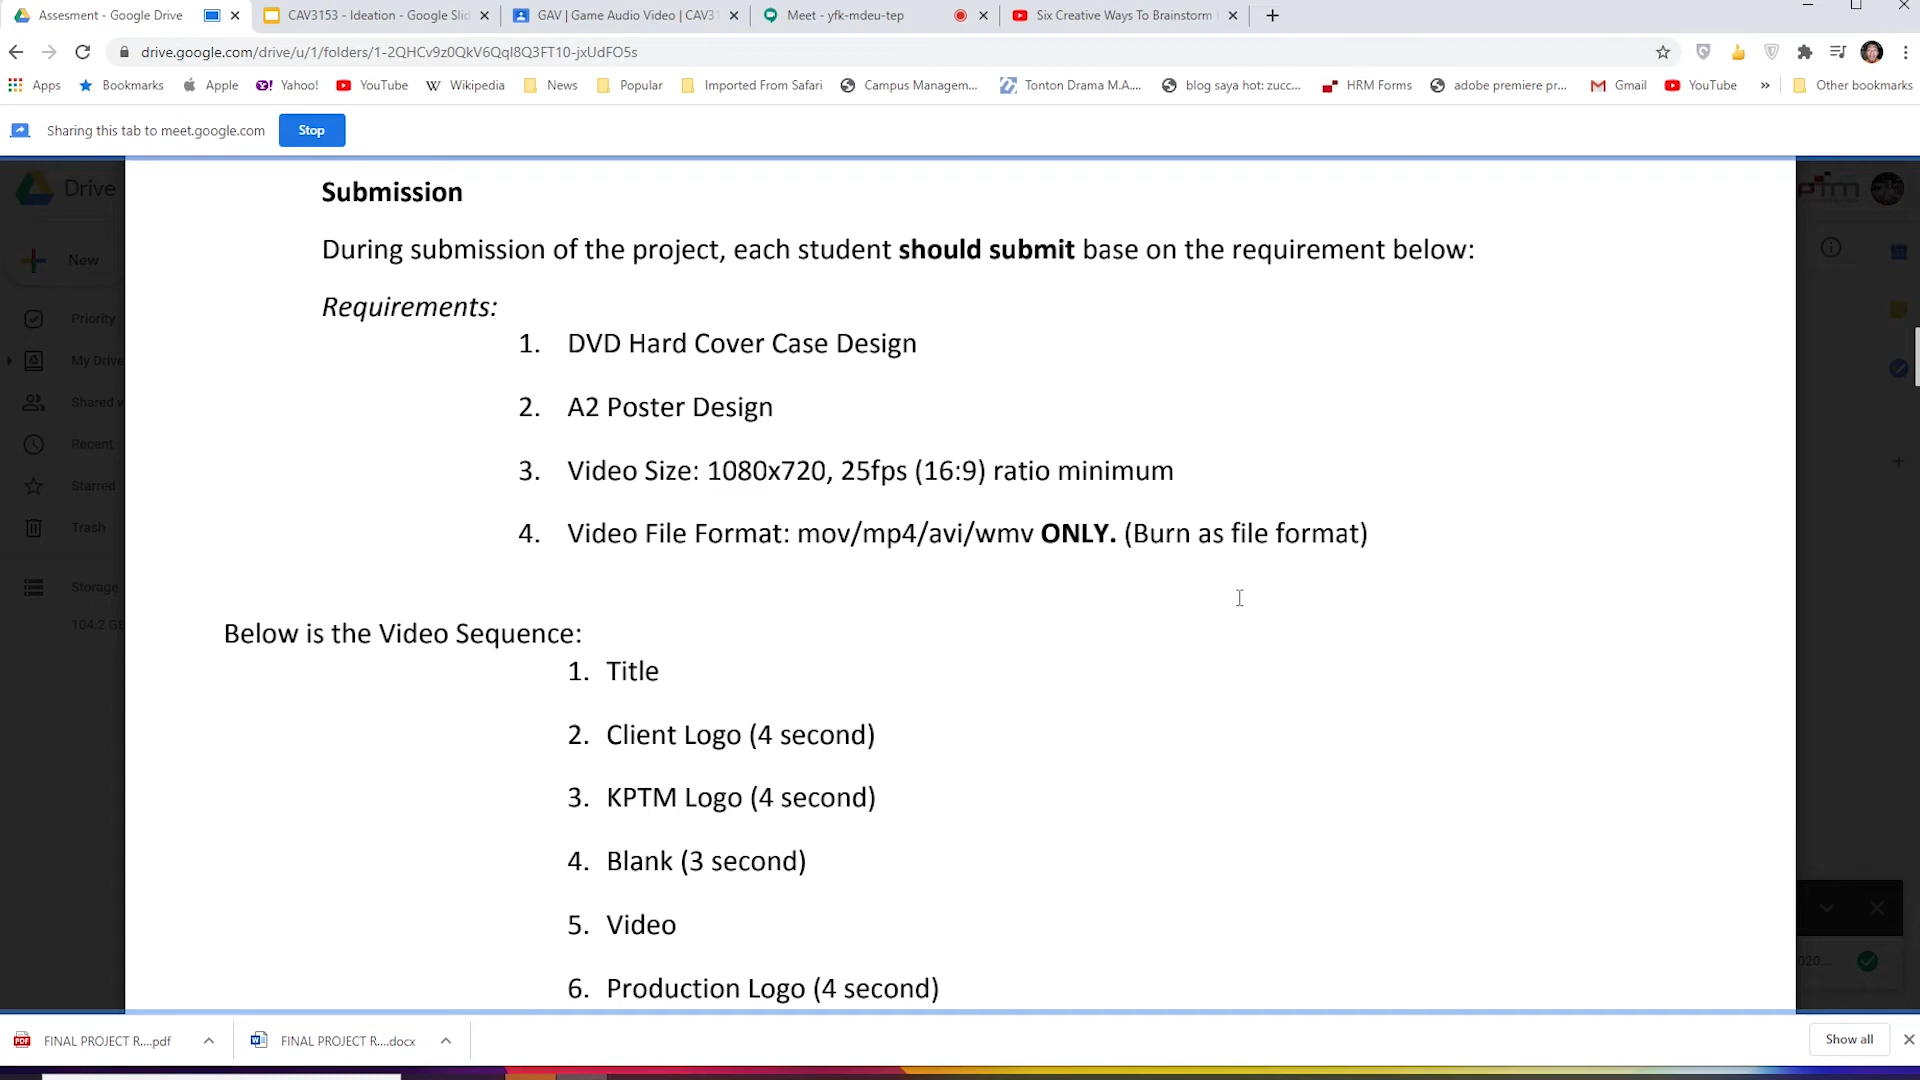 Assesment - Google Drive
CAV3153 - Ideation - Google Slid
GAV | Game Audio Video | CAV31
Meet - yfk-mdeu-tep
Six Creative Ways To Brainstorm
drive.google.com/drive/u/1/folders/1-2QHCv9z0QkV6QqI8Q3FT10-jxUdFO5s
Apps Bookmarks Apple Yahoo! YouTube Wikipedia News Popular Imported From Safari Campus Managem... Tonton Drama M.A.... blog saya hot: zucc... HRM Forms adobe premiere pr... Gmail YouTube » Other bookmarks
Sharing this tab to meet.google.com Stop
Drive
New
Priority
My Drive
Shared w
Recent
Starred
Trash
Storage
104.2 GB
Submission
During submission of the project, each student should submit base on the requirement below:
Requirements:
1. DVD Hard Cover Case Design
2. A2 Poster Design
3. Video Size: 1080x720, 25fps (16:9) ratio minimum
4. Video File Format: mov/mp4/avi/wmv ONLY. (Burn as file format)
Below is the Video Sequence:
1. Title
2. Client Logo (4 second)
3. KPTM Logo (4 second)
4. Blank (3 second)
5. Video
6. Production Logo (4 second)
FINAL PROJECT R....pdf
FINAL PROJECT R....docx
Show all